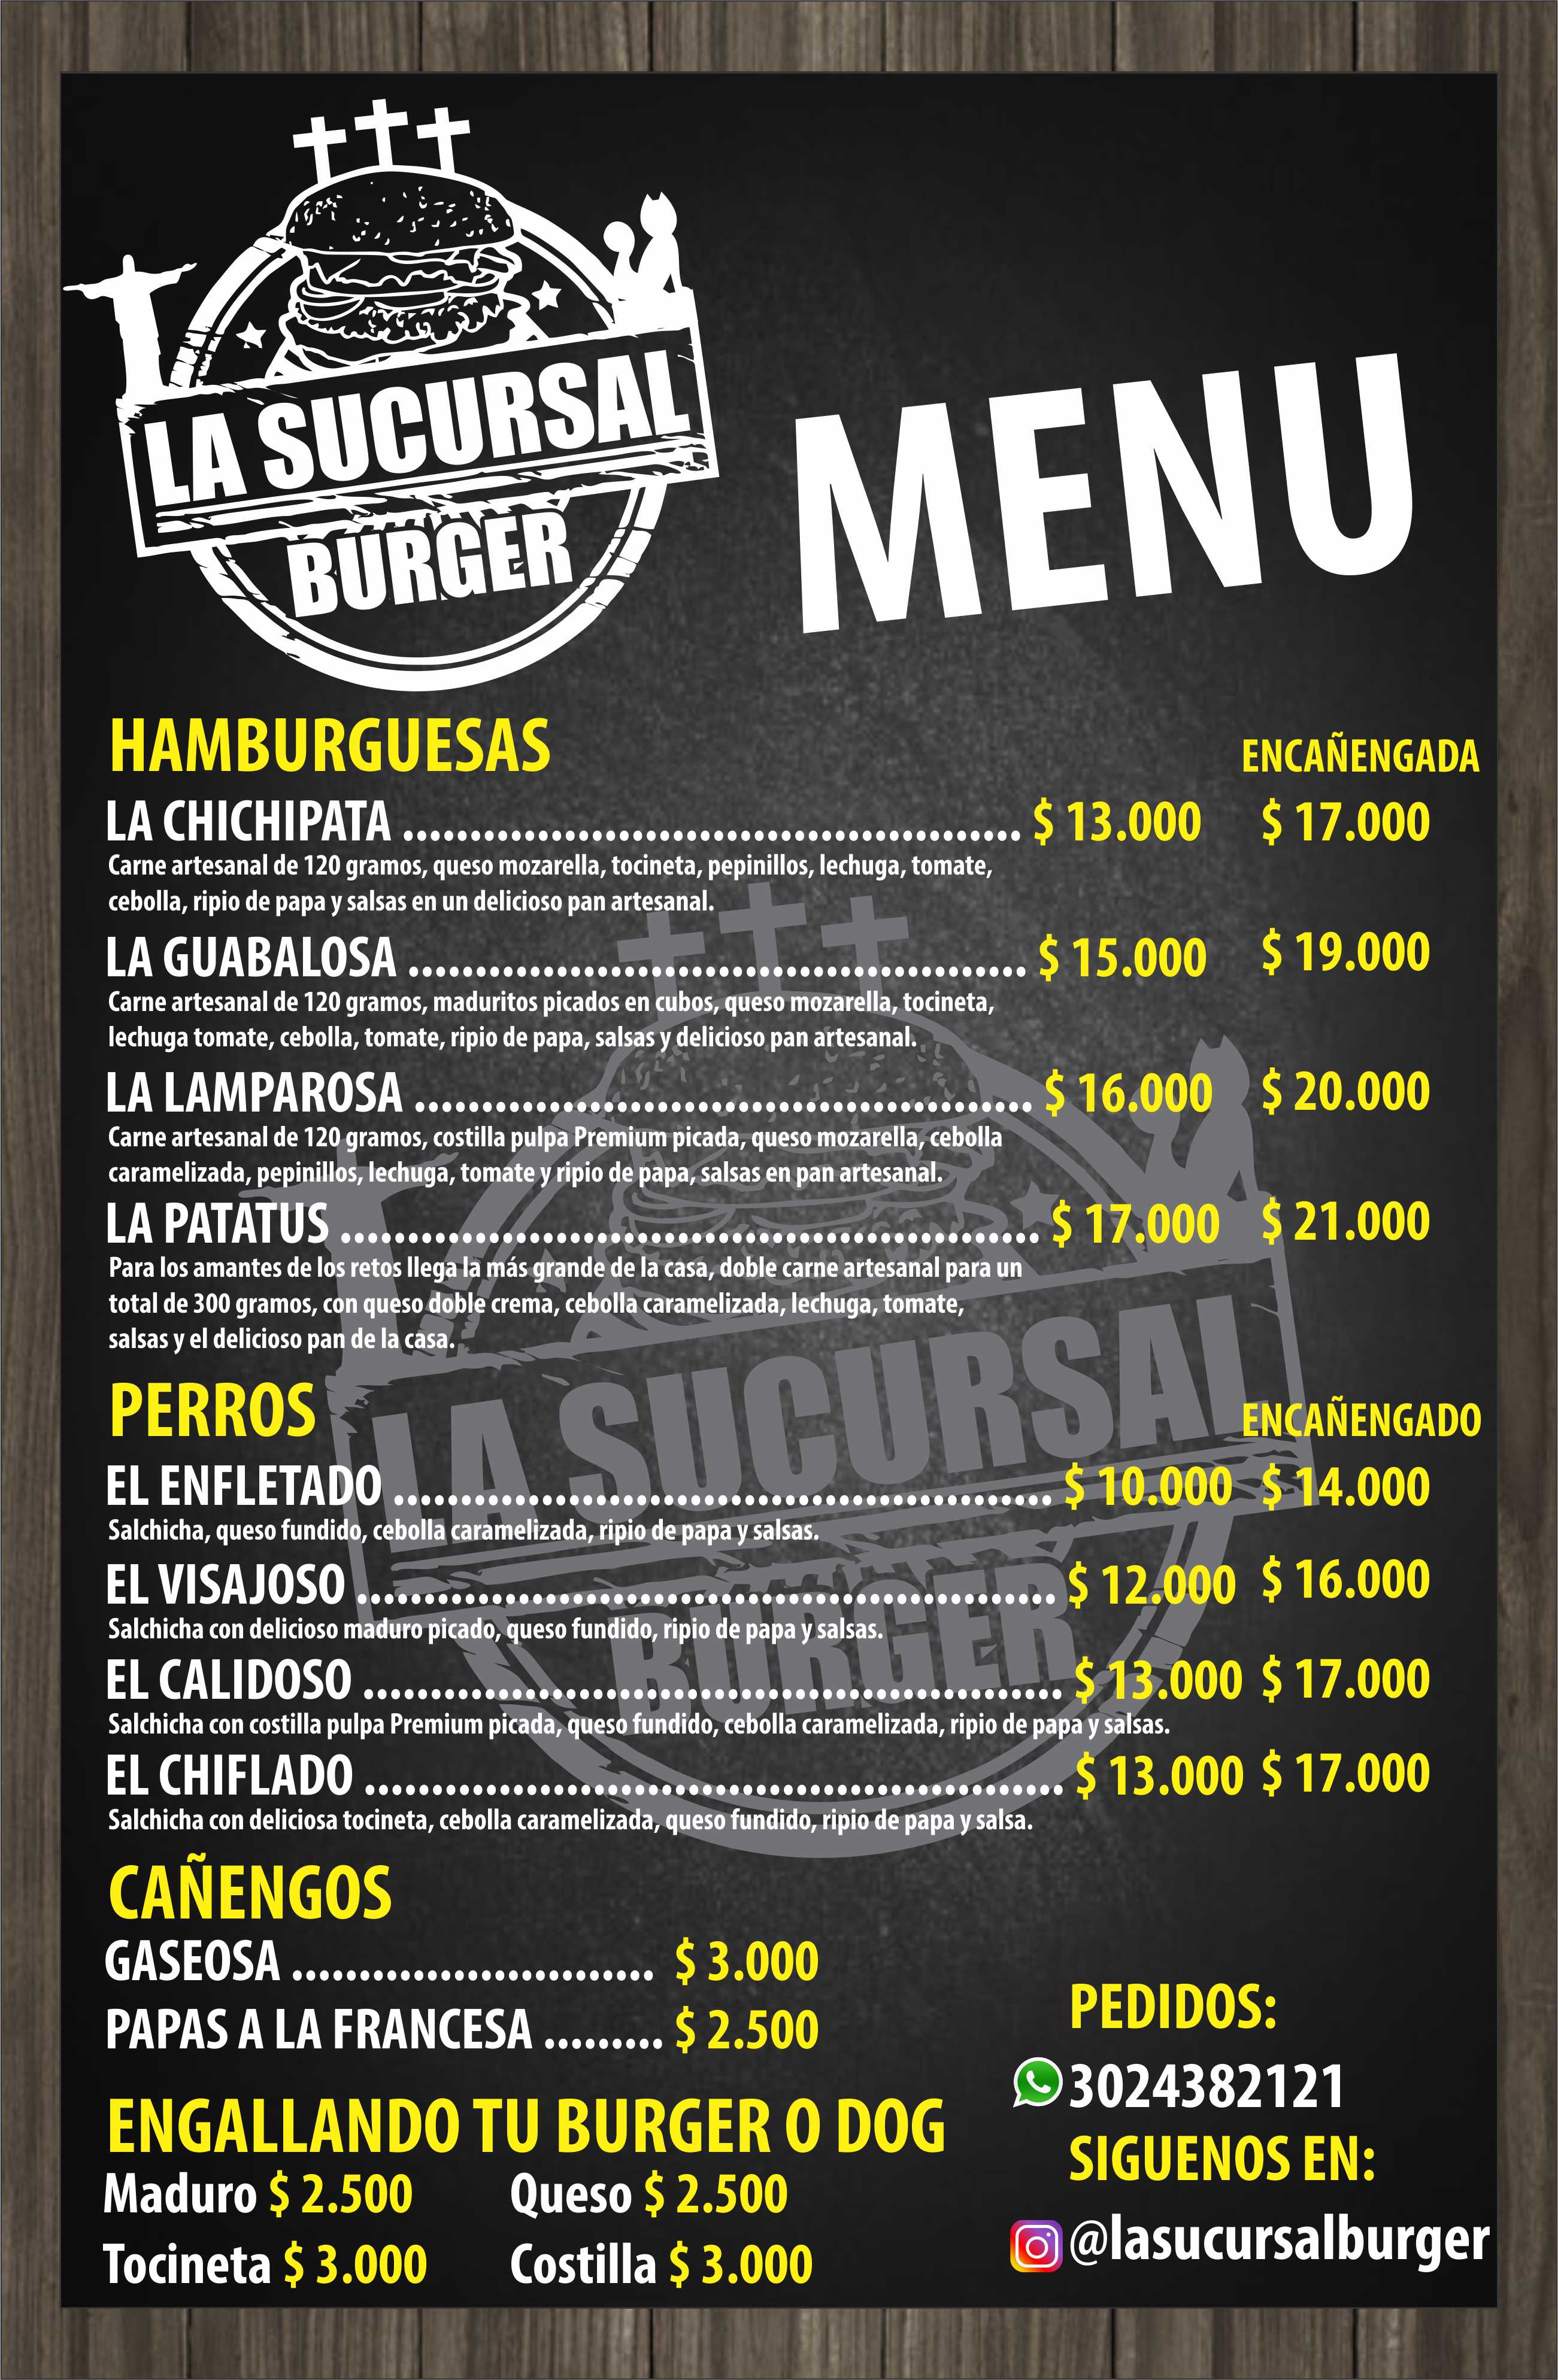 LA SUCURSAL
BURGER
MENU
HAMBURGUESAS
ENCAÑENGADA
LA CHICHIPATA .............................................. $ 13.000 $ 17.000
Carne artesanal de 120 gramos, queso mozarella, tocineta, pepinillos, lechuga, tomate,
cebolla, ripio de papa y salsas en un delicioso pan artesanal.
LA GUABALOSA .............................................. $ 15.000 $ 19.000
Carne artesanal de 120 gramos, maduritos picados en cubos, queso mozarella, tocineta,
lechuga tomate, cebolla, tomate, ripio de papa, salsas y delicioso pan artesanal.
LA LAMPAROSA .............................................. $ 16.000 $ 20.000
Carne artesanal de 120 gramos, costilla pulpa Premium picada, queso mozarella, cebolla
caramelizada, pepinillos, lechuga, tomate y ripio de papa, salsas en pan artesanal.
LA PATATUS .................................................... $ 17.000 $ 21.000
Para los amantes de los retos llega la más grande de la casa, doble carne artesanal para un
total de 300 gramos, con queso doble crema, cebolla caramelizada, lechuga, tomate,
salsas y el delicioso pan de la casa.
PERROS
ENCAÑENGADO
EL ENFLETADO ................................................. $ 10.000 $ 14.000
Salchicha, queso fundido, cebolla caramelizada, ripio de papa y salsas.
EL VISAJOSO .................................................... $ 12.000 $ 16.000
Salchicha con delicioso maduro picado, queso fundido, ripio de papa y salsas.
EL CALIDOSO .................................................... $ 13.000 $ 17.000
Salchicha con costilla pulpa Premium picada, queso fundido, cebolla caramelizada, ripio de papa y salsas.
EL CHIFLADO .................................................... $ 13.000 $ 17.000
Salchicha con deliciosa tocineta, cebolla caramelizada, queso fundido, ripio de papa y salsa.
LA SUCURSAL
BURGER
CAÑENGOS
GASEOSA ........................... $ 3.000
PAPAS A LA FRANCESA ......... $ 2.500
ENGALLANDO TU BURGER O DOG
Maduro $ 2.500 Queso $ 2.500
Tocineta $ 3.000 Costilla $ 3.000
PEDIDOS:
3024382121
SIGUENOS EN:
@lasucursalburger